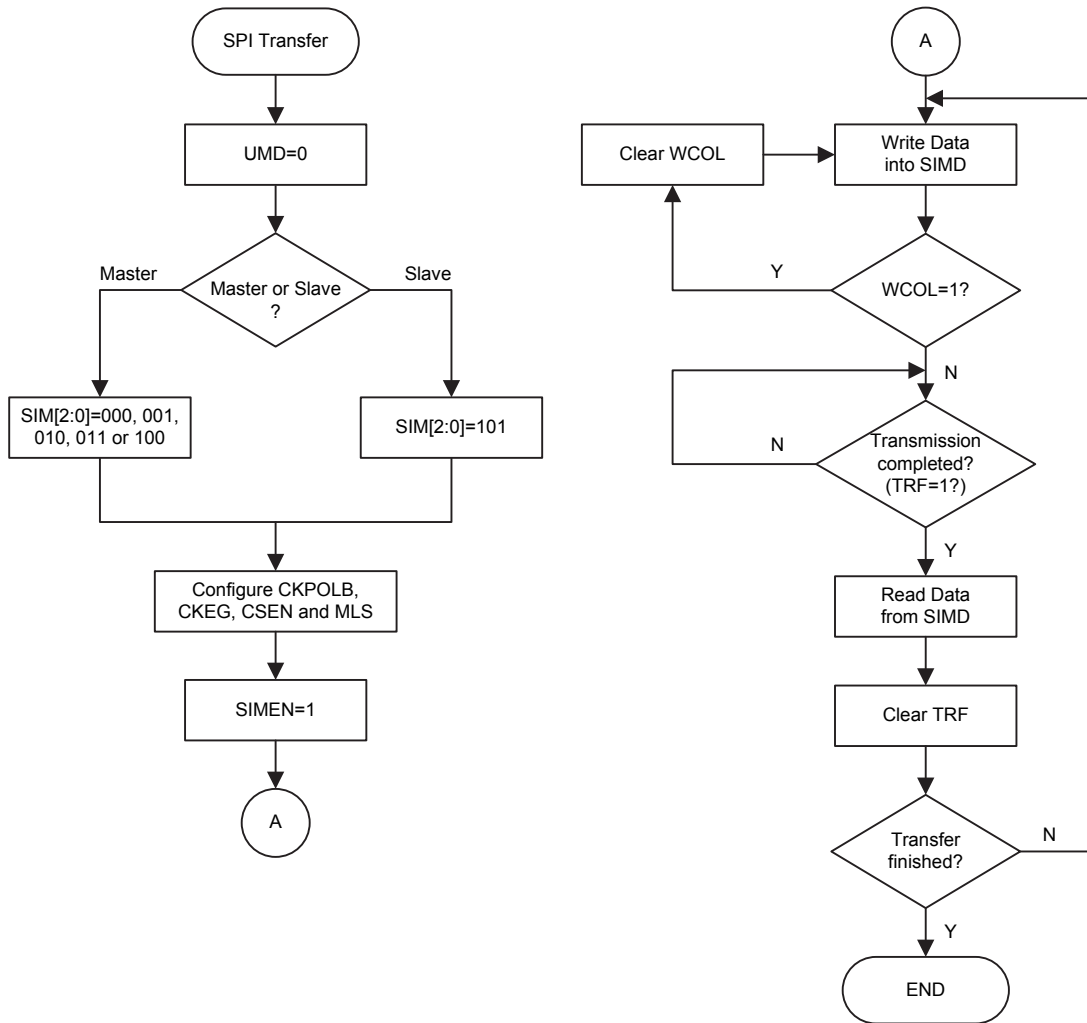 SPI Transfer
UMD=0
Master
Slave
Master or Slave
?
SIM[2:0]=000, 001,
010, 011 or 100
SIM[2:0]=101
Configure CKPOLB,
CKEG, CSEN and MLS
SIMEN=1
A
A
Clear WCOL
Write Data
into SIMD
Y
WCOL=1?
N
N
Transmission
completed?
(TRF=1?)
Y
Read Data
from SIMD
Clear TRF
Transfer
finished?
N
Y
END